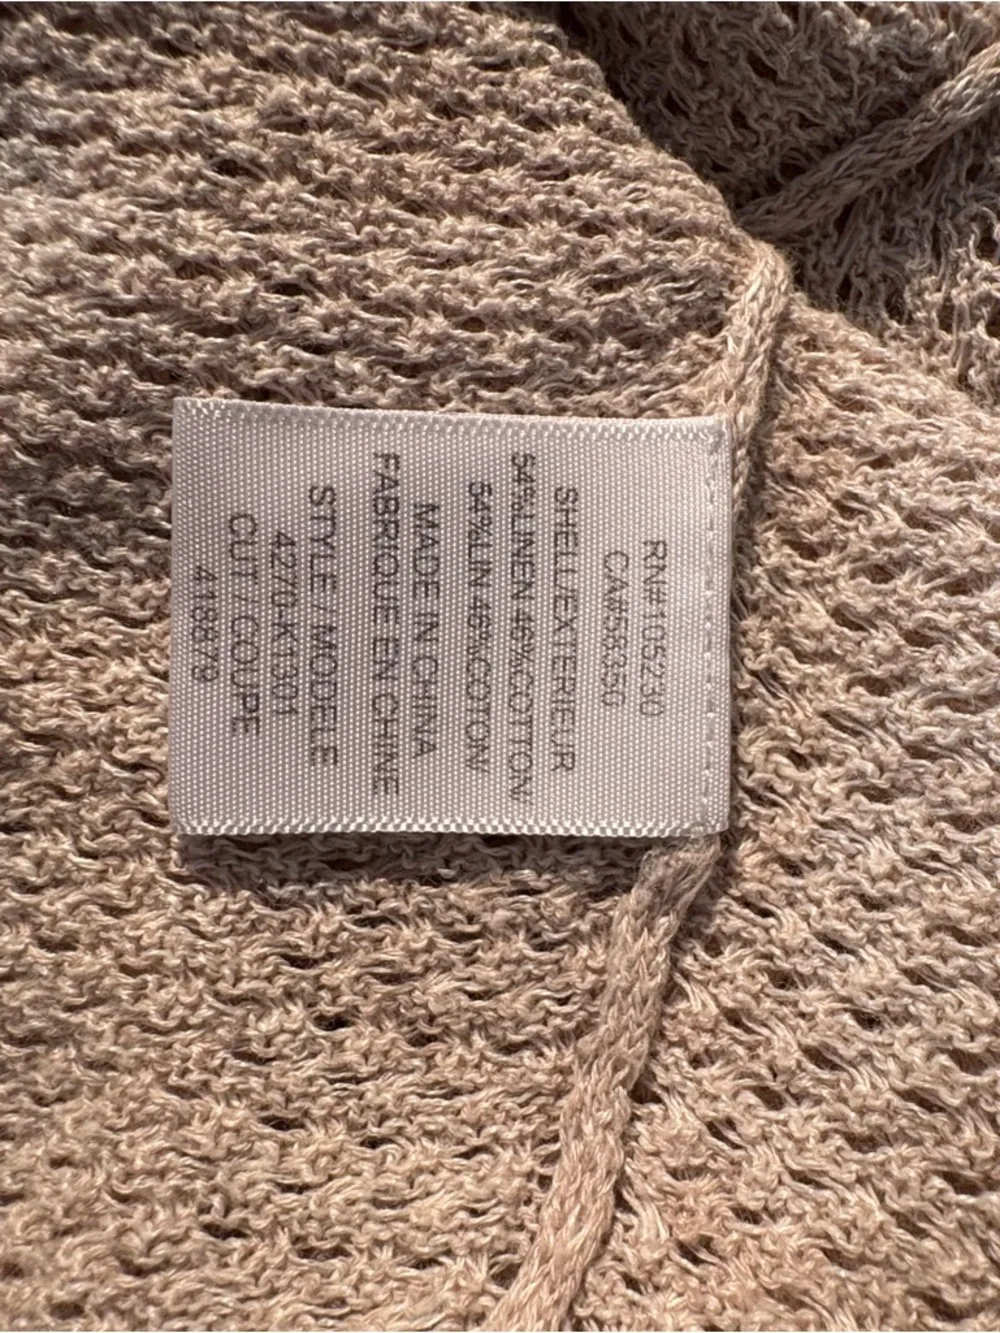 RN#105230
CA#58350
SHELL/EXTERIEUR
54%LINEN 46%COTTON
54%LIN 46%COTON
MADE IN CHINA
FABRIQUE EN CHINE
STYLE / MODELE
4270-K1301
CUT / COUPE
418879